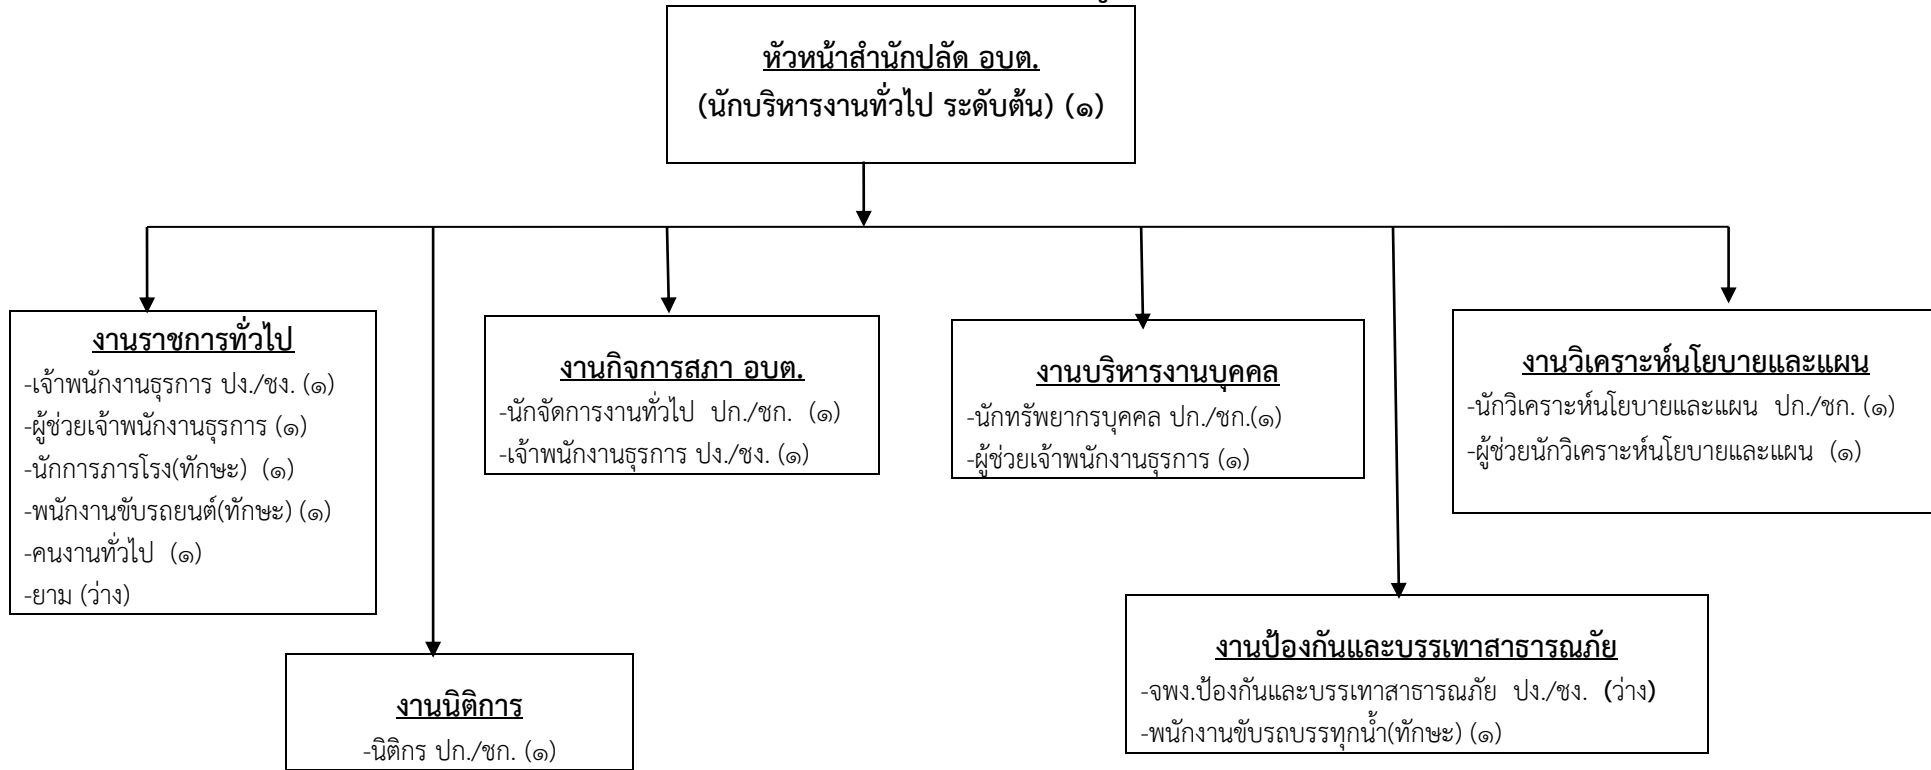 หัวหน้าสำนักปลัด อบต.
(นักบริหารงานทั่วไป ระดับต้น) (๑)
งานราชการทั่วไป
-เจ้าพนักงานธุรการ ปง./ชง. (๑)
-ผู้ช่วยเจ้าพนักงานธุรการ (๑)
-นักการภารโรง(ทักษะ) (๑)
-พนักงานขับรถยนต์(ทักษะ) (๑)
-คนงานทั่วไป (๑)
-ยาม (ว่าง)
งานนิติการ
-นิติกร ปก./ชก. (๑)
งานกิจการสภา อบต.
-นักจัดการงานทั่วไป ปก./ชก. (๑)
-เจ้าพนักงานธุรการ ปง./ชง. (๑)
งานบริหารงานบุคคล
-นักทรัพยากรบุคคล ปก./ชก.(๑)
-ผู้ช่วยเจ้าพนักงานธุรการ (๑)
งานป้องกันและบรรเทาสาธารณภัย
-จพง.ป้องกันและบรรเทาสาธารณภัย ปง./ชง. (ว่าง)
-พนักงานขับรถบรรทุกน้ำ(ทักษะ) (๑)
งานวิเคราะห์นโยบายและแผน
-นักวิเคราะห์นโยบายและแผน ปก./ชก. (๑)
-ผู้ช่วยนักวิเคราะห์นโยบายและแผน (๑)